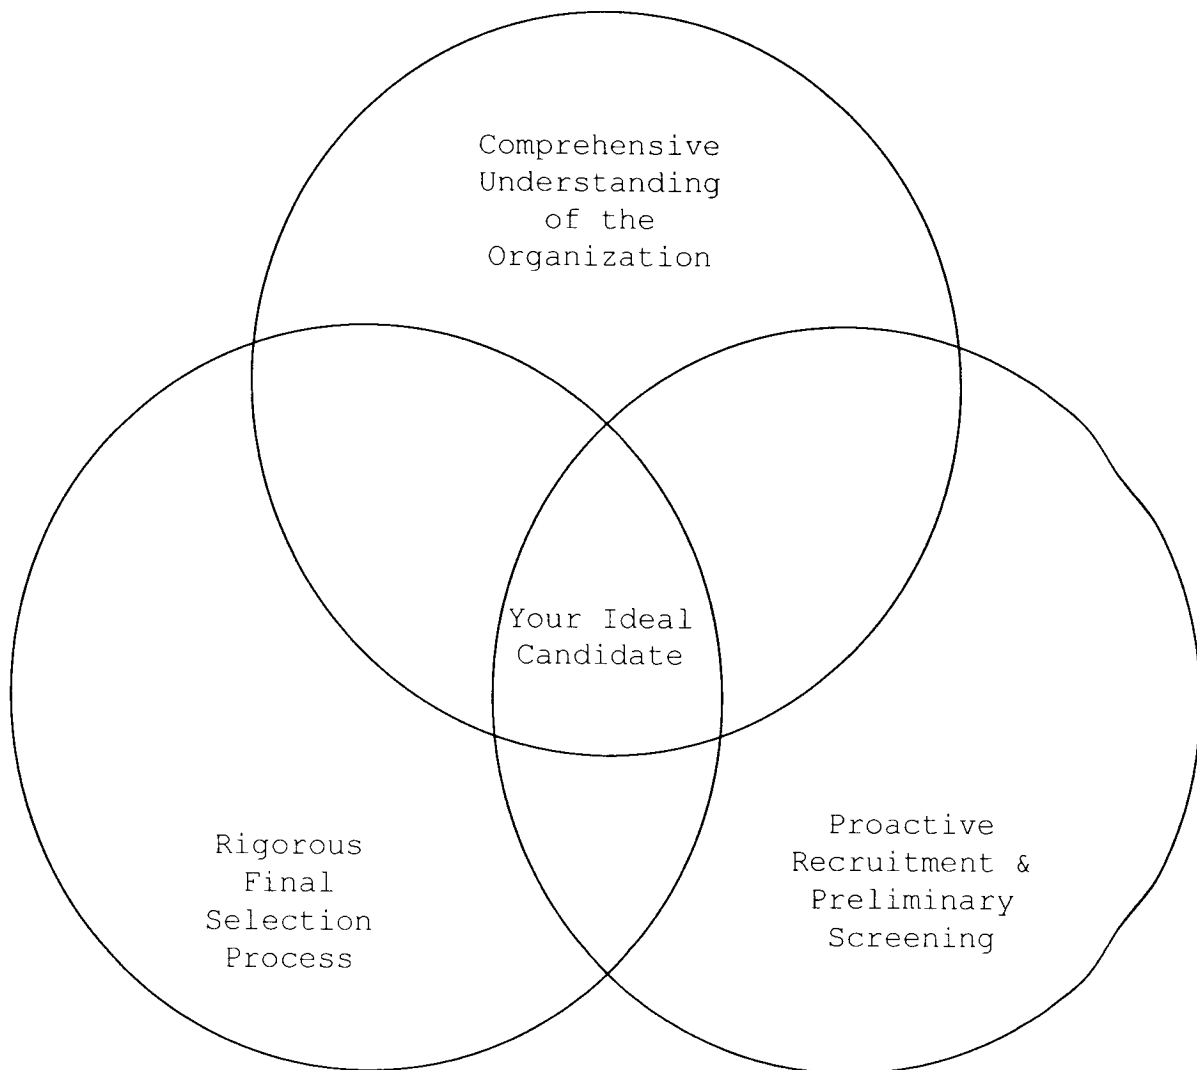 Comprehensive
Understanding
of the
Organization
Your Ideal
Candidate
Rigorous
Final
Selection
Process
Proactive
Recruitment &
Preliminary
Screening